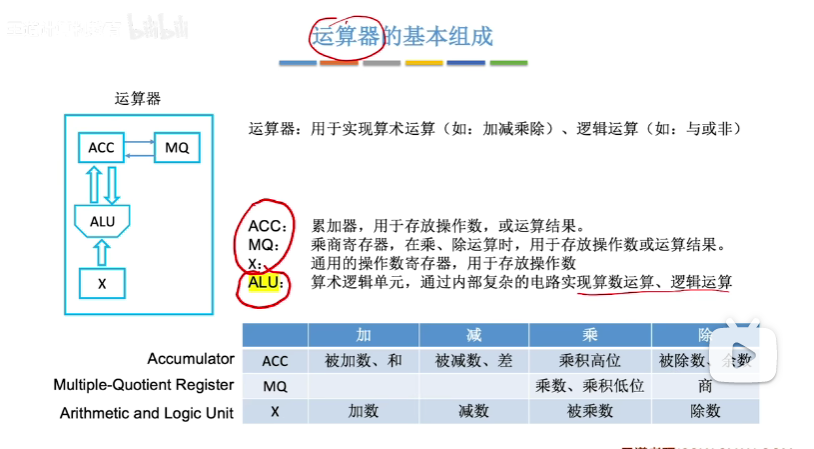 bilibili
运算器的基本组成
运算器
运算器：用于实现算术运算（如：加减乘除）、逻辑运算（如：与或非）
ACC
MQ
ALU
X
ACC： 累加器，用于存放操作数，或运算结果。
MQ： 乘商寄存器，在乘、除运算时，用于存放操作数或运算结果。
X： 通用的操作数寄存器，用于存放操作数
ALU： 算术逻辑单元，通过内部复杂的电路实现算数运算、逻辑运算
加 减 乘 除
Accumulator ACC 被加数、和 被减数、差 乘积高位 被除数、余数
Multiple-Quotient Register MQ 乘数、乘积低位 商
Arithmetic and Logic Unit X 加数 减数 被乘数 除数